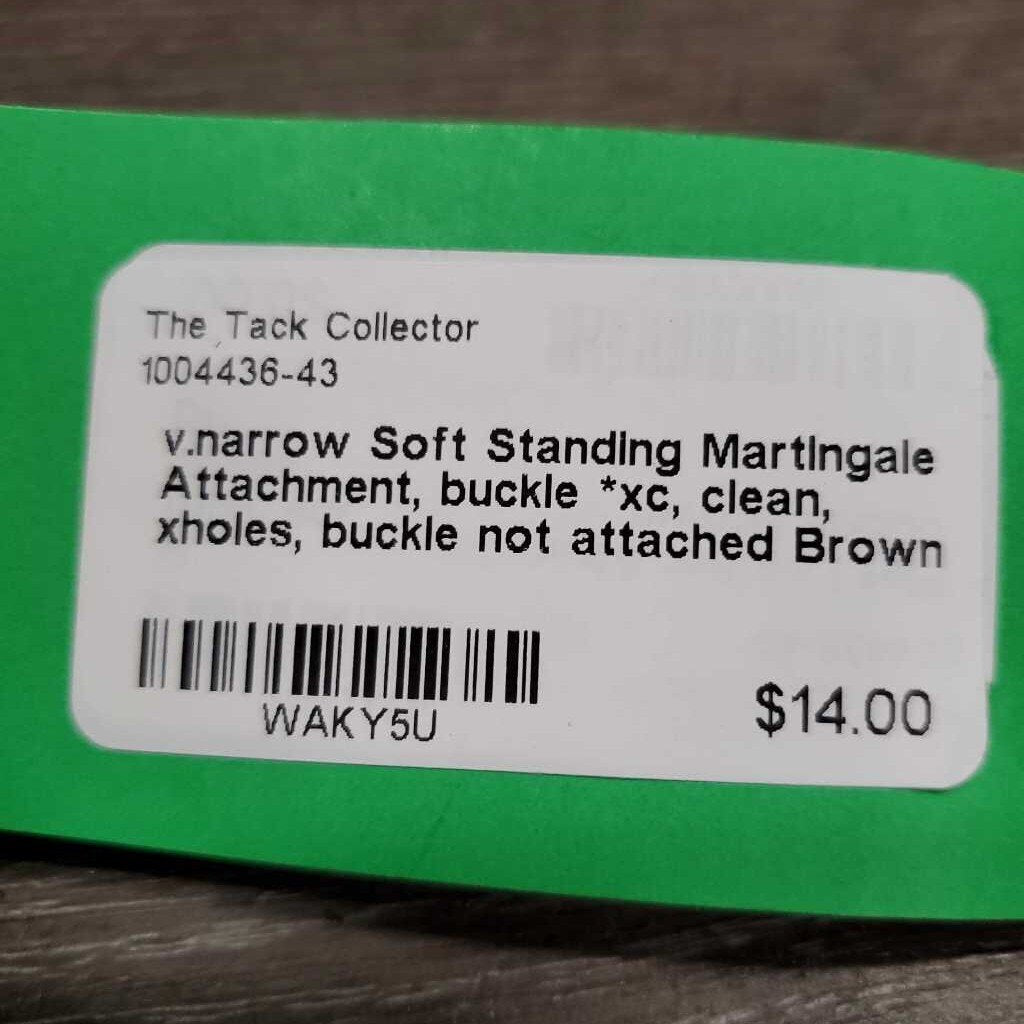 The Tack Collector
1004436-43
v.narrow Soft Standing Martingale
Attachment, buckle *xc, clean,
xholes, buckle not attached Brown
WAKY5U
$14.00